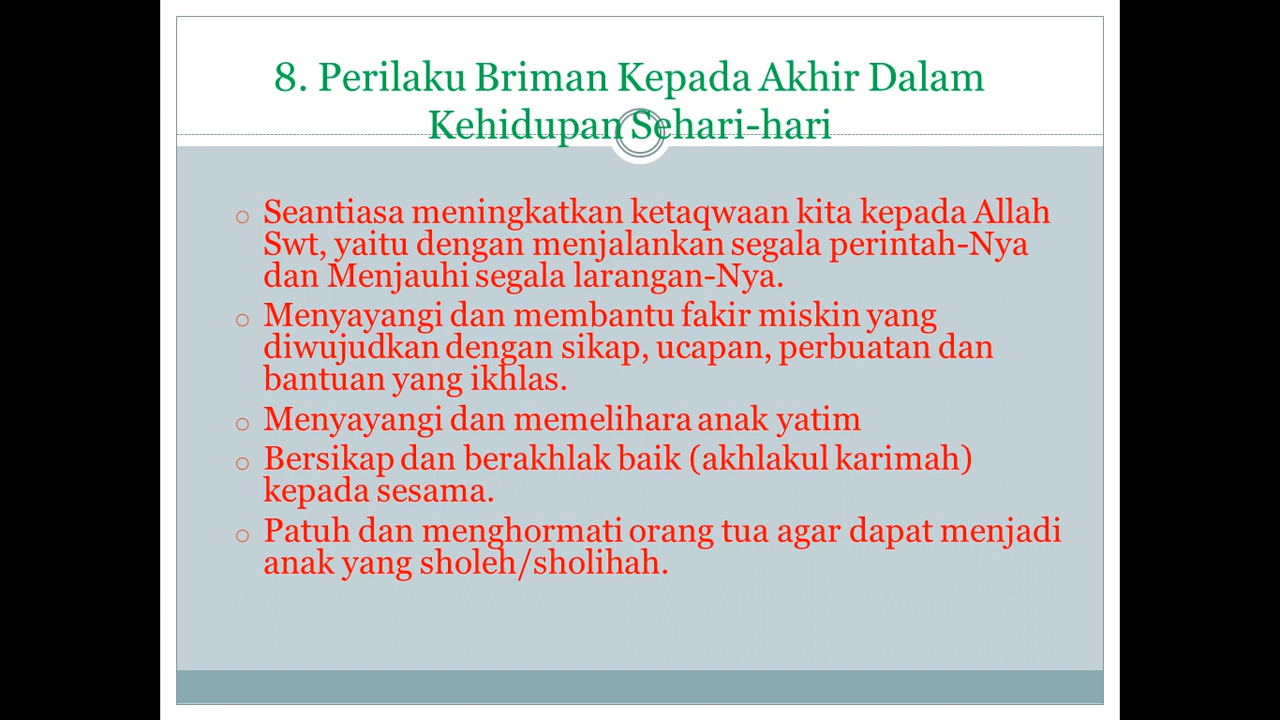 8. Perilaku Briman Kepada Akhir Dalam
Kehidupan Sehari-hari
o Seantiasa meningkatkan ketaqwaan kita kepada Allah
Swt, yaitu dengan menjalankan segala perintah-Nya
dan Menjauhi segala larangan-Nya.
o Menyayangi dan membantu fakir miskin yang
diwujudkan dengan sikap, ucapan, perbuatan dan
bantuan yang ikhlas.
o Menyayangi dan memelihara anak yatim
o Bersikap dan berakhlak baik (akhlakul karimah)
kepada sesama.
o Patuh dan menghormati orang tua agar dapat menjadi
anak yang sholeh/sholihah.